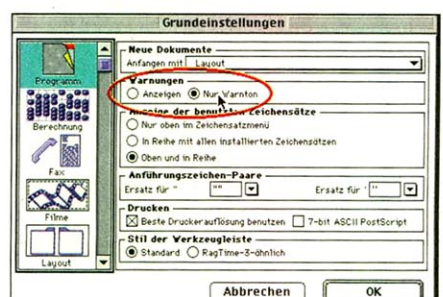 Grundeinstellungen
Programm
Berechnung
Fax
Filme
Layout
Neue Dokumente
Anfangen mit Layout
Warnungen
Anzeigen Nur Warnton
Anzeige der benutzten Zeichensätze
Nur oben im Zeichensatzmenü
In Reihe mit allen installierten Zeichensätzen
Oben und in Reihe
Anführungszeichen-Paare
Ersatz für " "" Ersatz für ' ''
Drucken
Beste Druckerauflösung benutzen 7-bit ASCII PostScript
Stil der Werkzeugleiste
Standard RagTime-3-ähnlich
Abbrechen OK